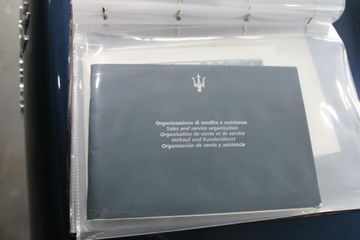 Organizzazione di vendita e assistenza
Sales and service organisation
Organisation de vente et de service
Verkauf und Kundendienst
Organización de venta y asistencia